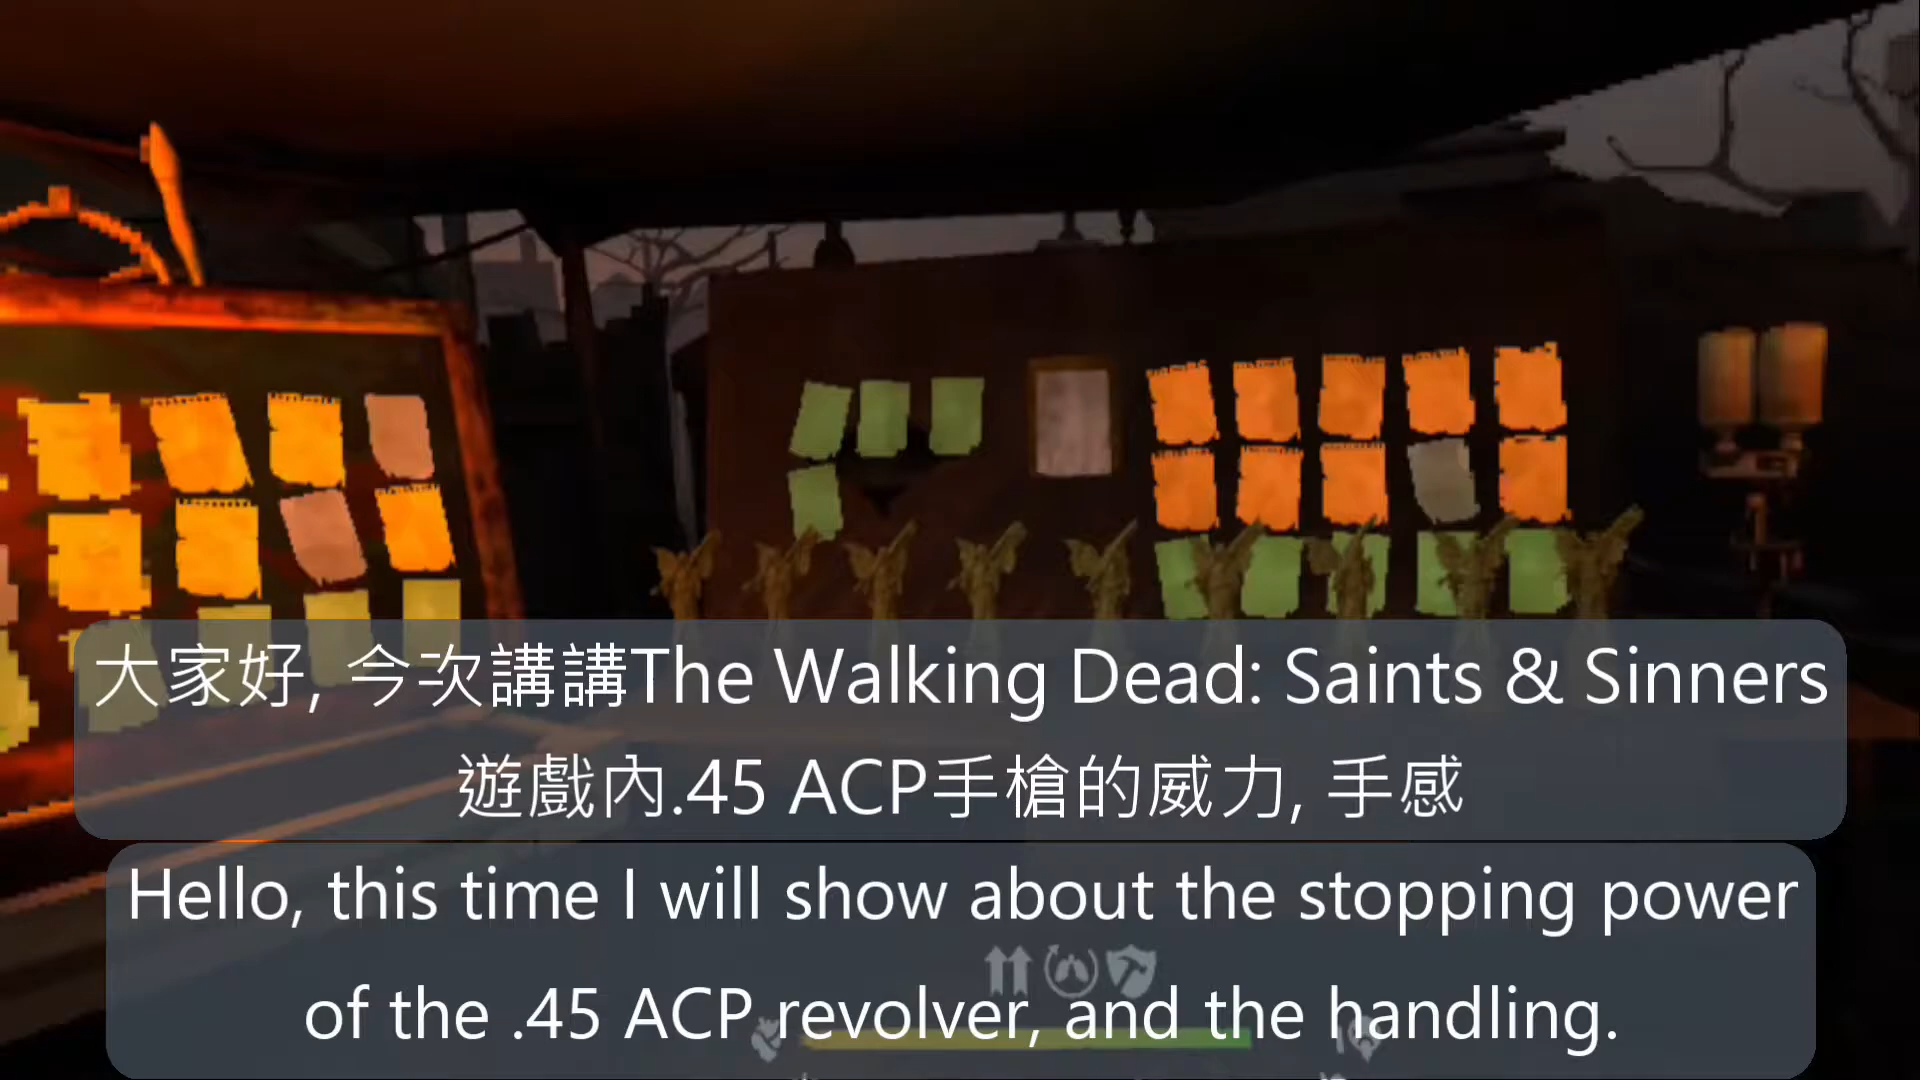 大家好, 今次講講The Walking Dead: Saints & Sinners
遊戲內.45 ACP手槍的威力, 手感
Hello, this time I will show about the stopping power
of the .45 ACP revolver, and the handling.